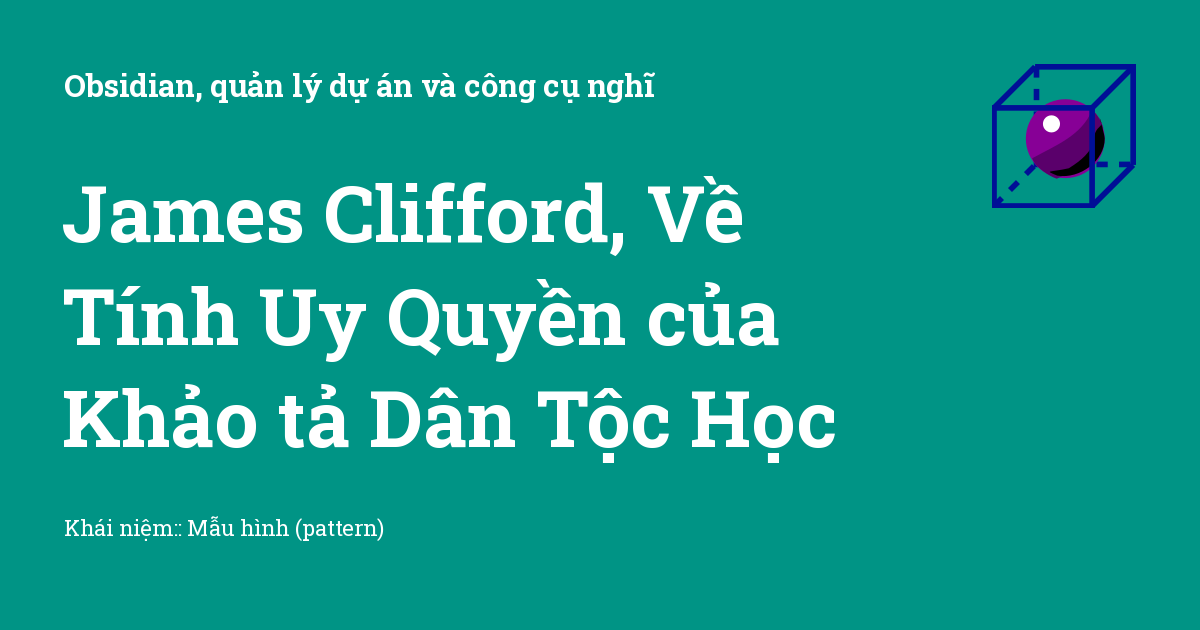 Obsidian, quản lý dự án và công cụ nghĩ
James Clifford, Về
Tính Uy Quyền của
Khảo tả Dân Tộc Học
Khái niệm:: Mẫu hình (pattern)